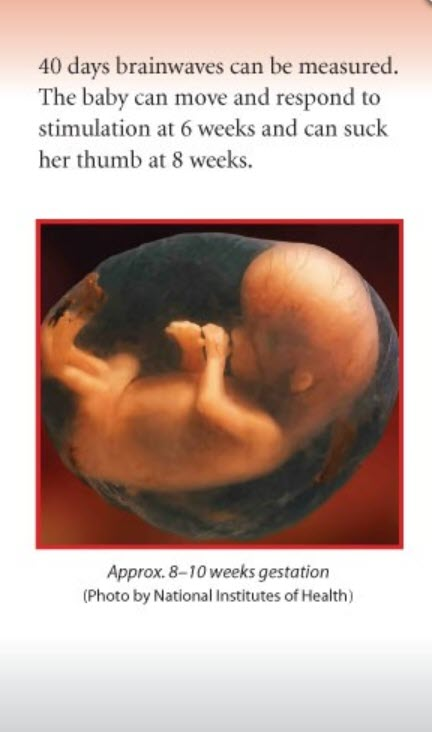 40 days brainwaves can be measured.
The baby can move and respond to
stimulation at 6 weeks and can suck
her thumb at 8 weeks.
Approx. 8–10 weeks gestation
(Photo by National Institutes of Health)